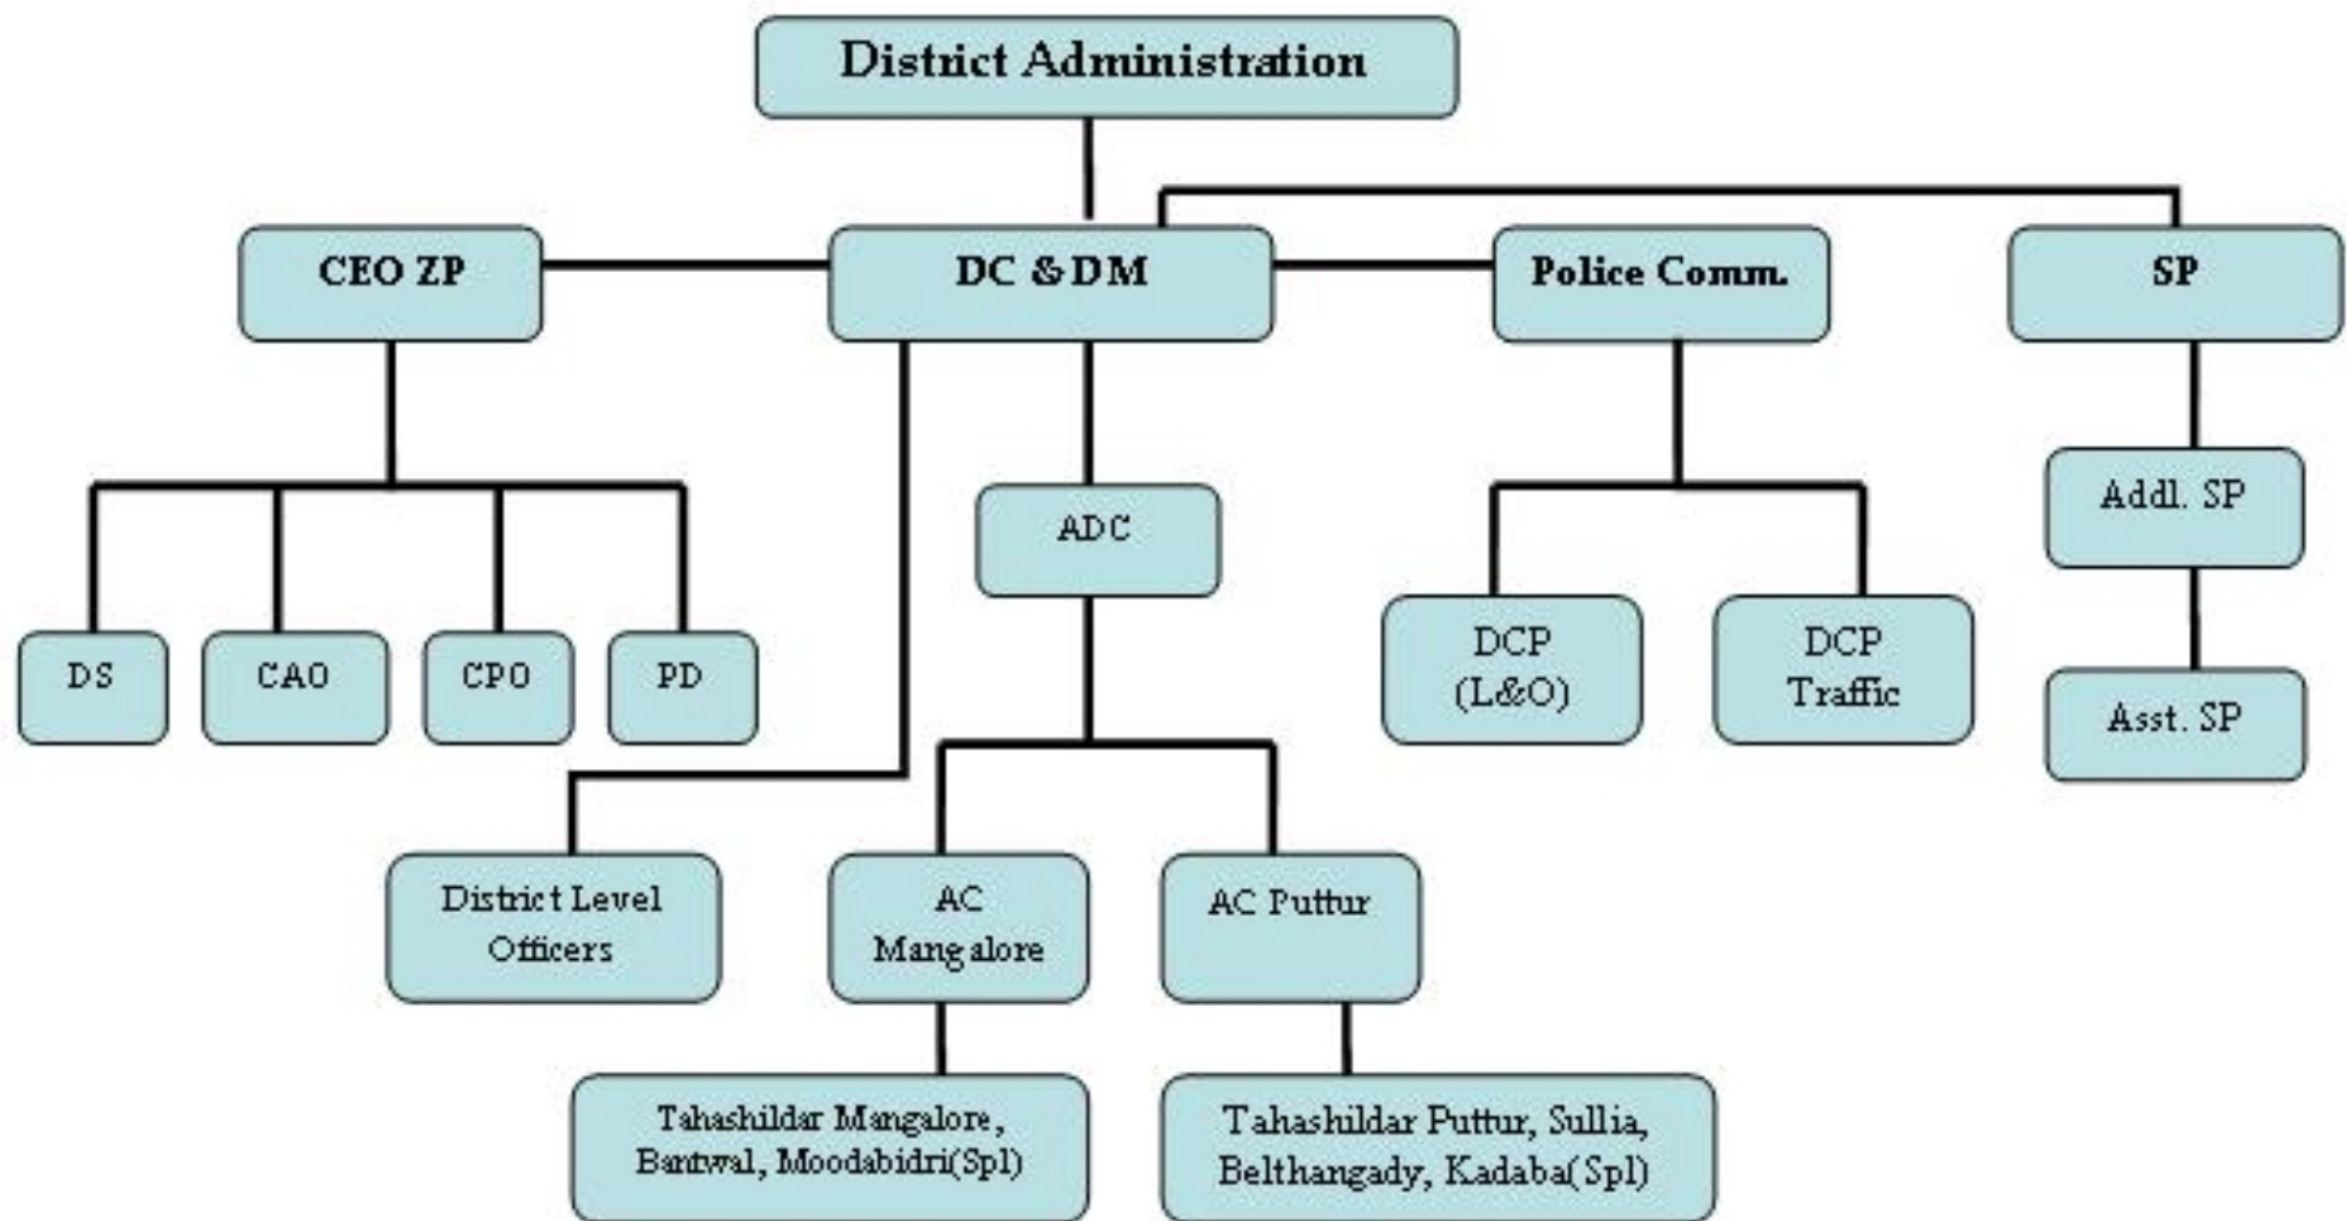 District Administration
CEO ZP
DC & DM
Police Comm.
SP
Addl. SP
ADC
DCP
(L&O)
DCP
Traffic
DS
CAO
CPO
PD
Asst. SP
District Level
Officers
AC
Mangalore
AC Puttur
Tahashildar Mangalore,
Bantwal, Moodabidri(Spl)
Tahashildar Puttur, Sullia,
Belthangady, Kadaba(Spl)